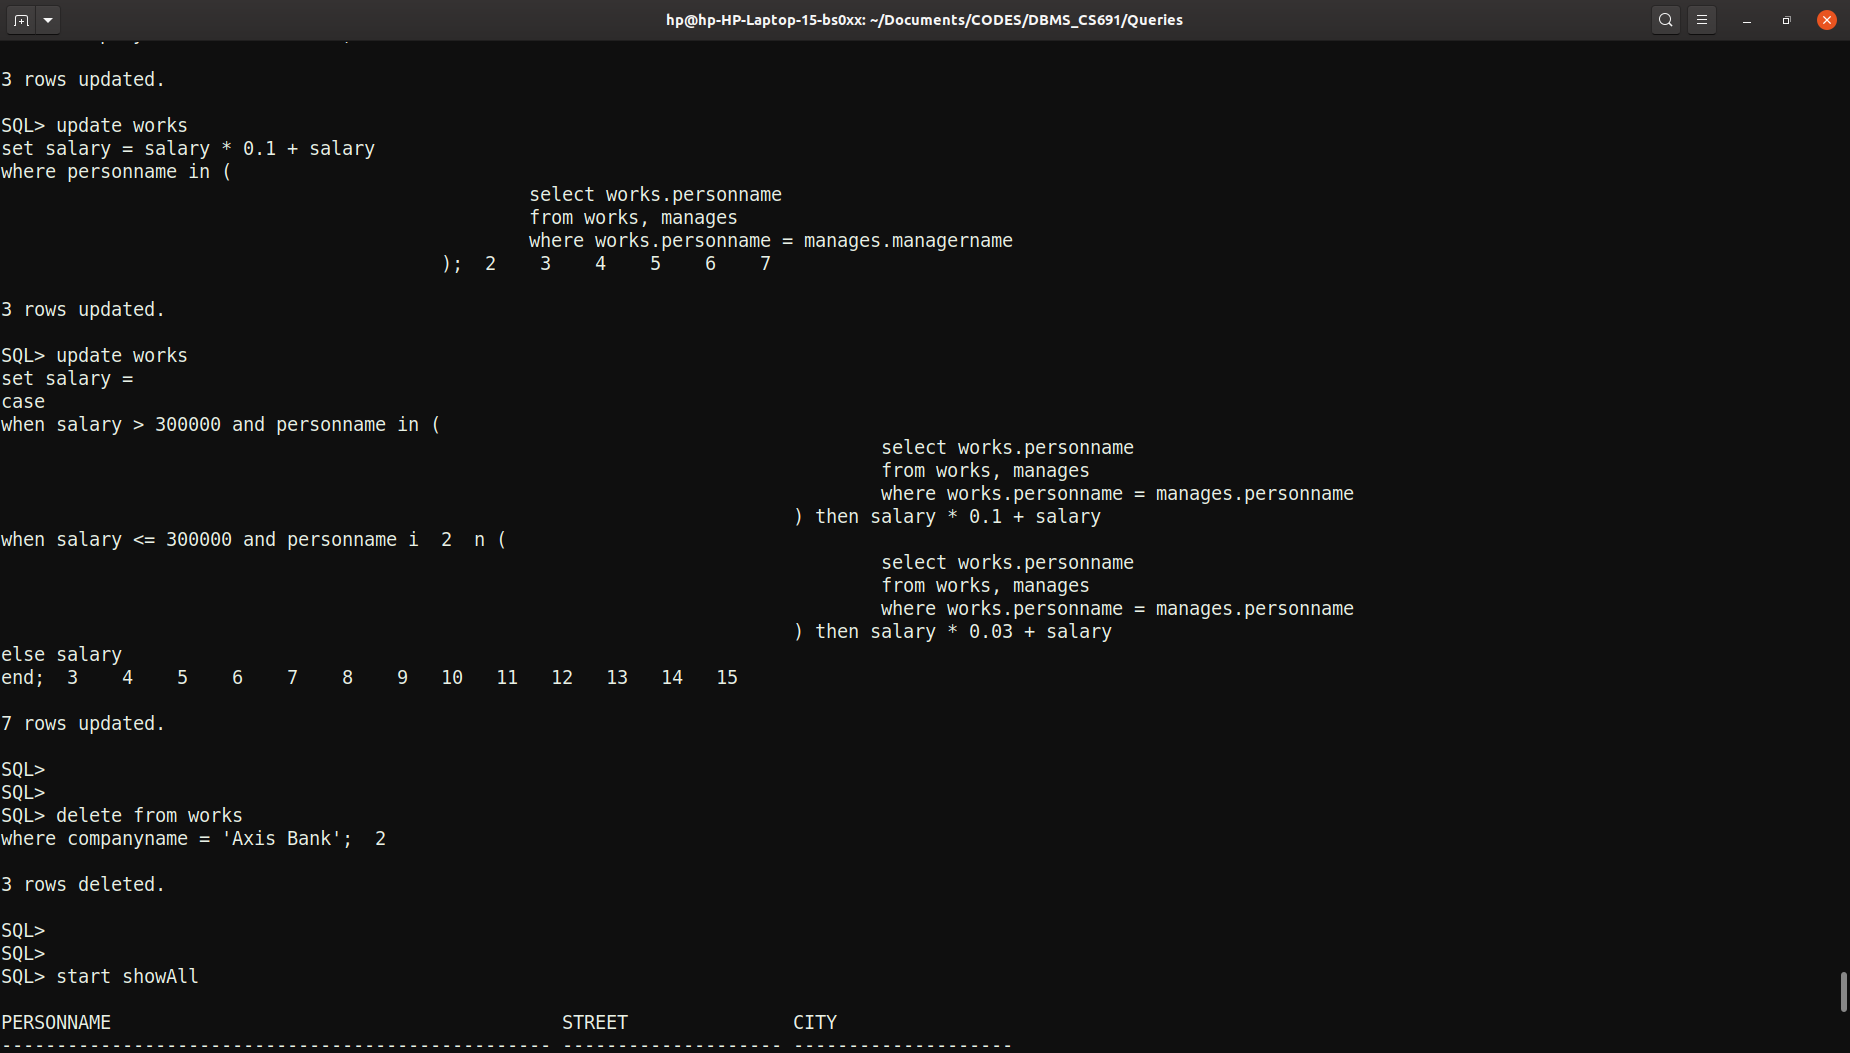 hp@hp-HP-Laptop-15-bs0xx: ~/Documents/CODES/DBMS_CS691/Queries
3 rows updated.
SQL> update works
set salary = salary * 0.1 + salary
where personname in (
select works.personname
from works, manages
where works.personname = manages.managername
);  2    3    4    5    6    7
3 rows updated.
SQL> update works
set salary =
case
when salary > 300000 and personname in (
select works.personname
from works, manages
where works.personname = manages.personname
) then salary * 0.1 + salary
when salary <= 300000 and personname i  2  n (
select works.personname
from works, manages
where works.personname = manages.personname
) then salary * 0.03 + salary
else salary
end;  3    4    5    6    7    8    9   10   11   12   13   14   15
7 rows updated.
SQL>
SQL>
SQL> delete from works
where companyname = 'Axis Bank';  2
3 rows deleted.
SQL>
SQL>
SQL> start showAll
PERSONNAME                                         STREET               CITY
-------------------------------------------------- -------------------- --------------------